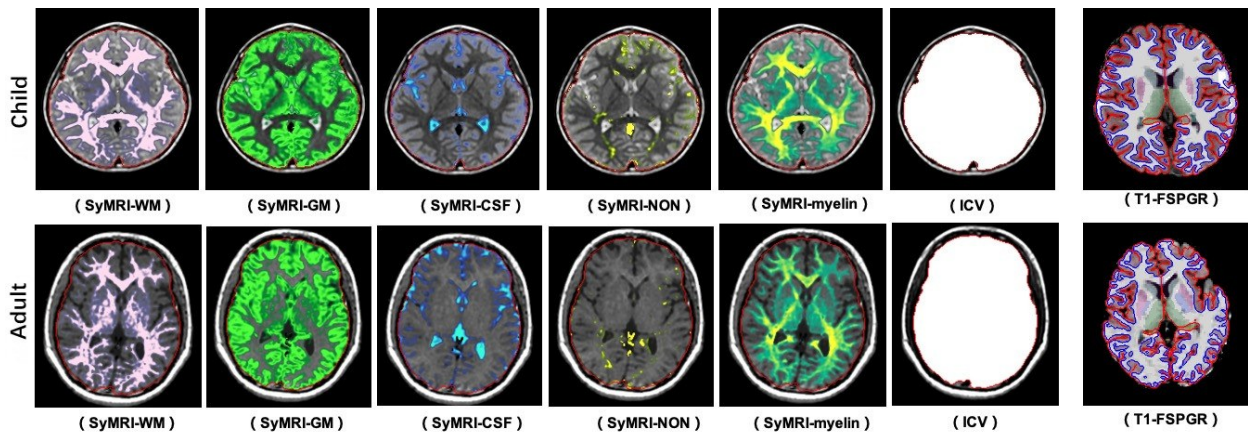 Child
( SyMRI-WM ) ( SyMRI-GM ) ( SyMRI-CSF ) ( SyMRI-NON ) ( SyMRI-myelin ) ( ICV ) ( T1-FSPGR )
Adult
( SyMRI-WM ) ( SyMRI-GM ) ( SyMRI-CSF ) ( SyMRI-NON ) ( SyMRI-myelin ) ( ICV ) ( T1-FSPGR )